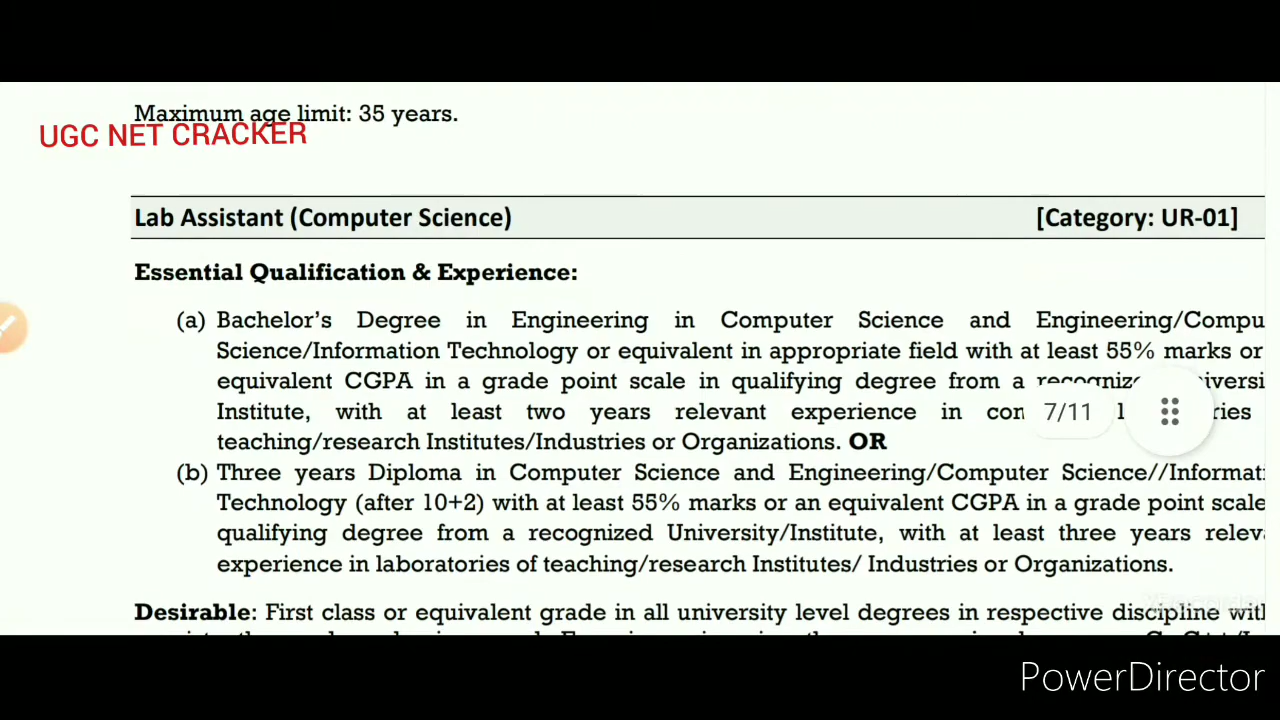 Maximum age limit: 35 years.
UGC NET CRACKER
Lab Assistant (Computer Science) [Category: UR-01]
Essential Qualification & Experience:
(a) Bachelor's Degree in Engineering in Computer Science and Engineering/Compu
Science/Information Technology or equivalent in appropriate field with at least 55% marks or
equivalent CGPA in a grade point scale in qualifying degree from a
Institute, with at least two years relevant experience in 7/11
teaching/research Institutes/Industries or Organizations. OR
(b) Three years Diploma in Computer Science and Engineering/Computer Science//Informati
Technology (after 10+2) with at least 55% marks or an equivalent CGPA in a grade point scale
qualifying degree from a recognized University/Institute, with at least three years relev
experience in laboratories of teaching/research Institutes/ Industries or Organizations.
Desirable: First class or equivalent grade in all university level degrees in respective discipline wit
PowerDirector